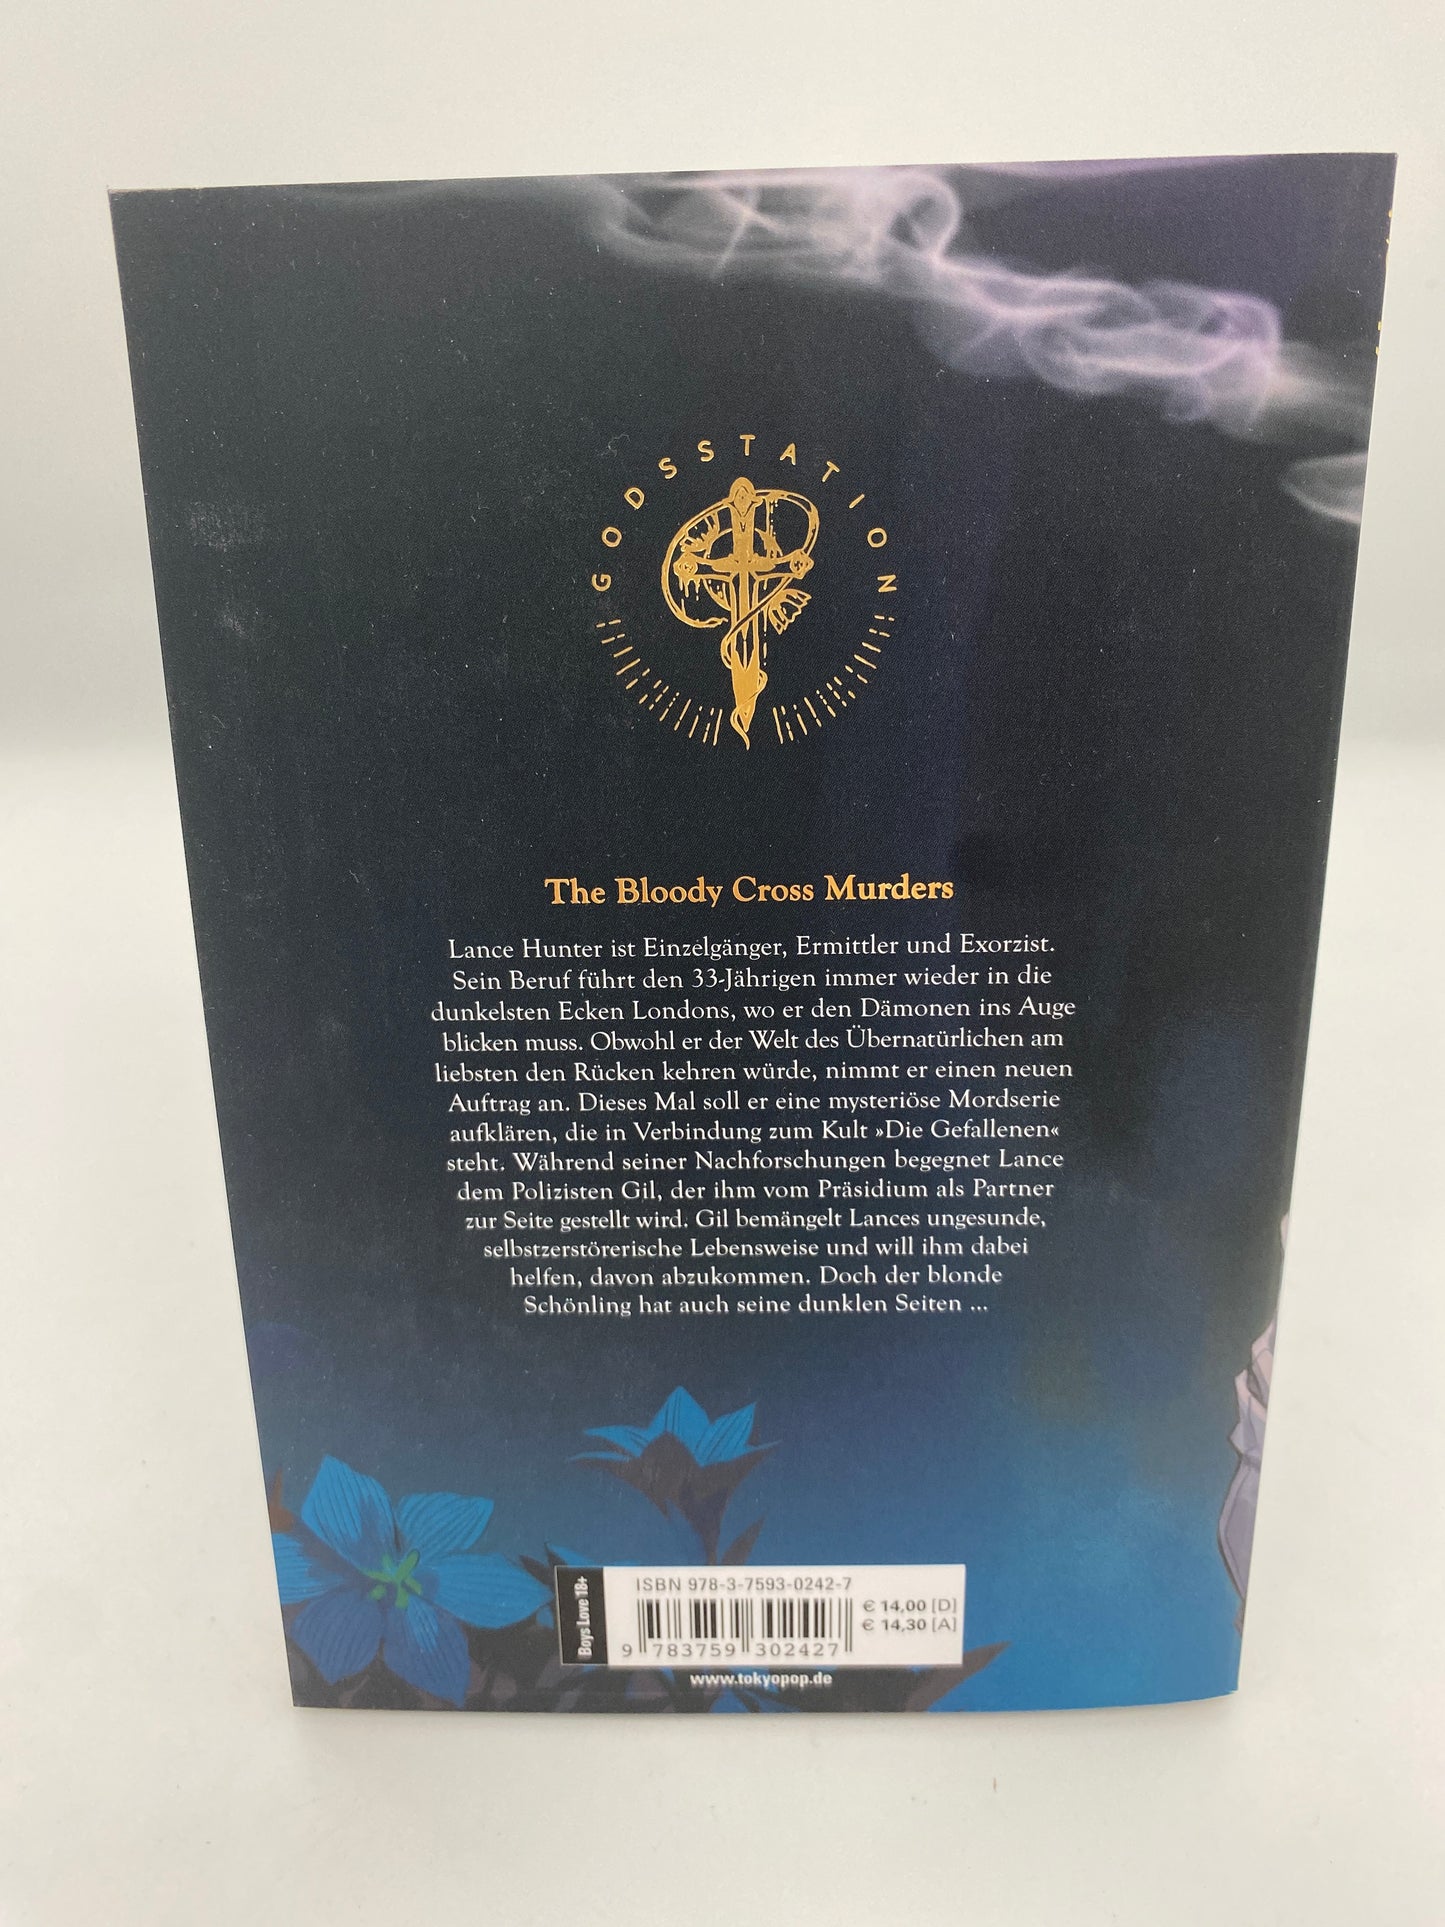 GODSSTATION
The Bloody Cross Murders
Lance Hunter ist Einzelgänger, Ermittler und Exorzist.
Sein Beruf führt den 33-Jährigen immer wieder in die
dunkelsten Ecken Londons, wo er den Dämonen ins Auge
blicken muss. Obwohl er der Welt des Übernatürlichen am
liebsten den Rücken kehren würde, nimmt er einen neuen
Auftrag an. Dieses Mal soll er eine mysteriöse Mordserie
aufklären, die in Verbindung zum Kult »Die Gefallenen«
steht. Während seiner Nachforschungen begegnet Lance
dem Polizisten Gil, der ihm vom Präsidium als Partner
zur Seite gestellt wird. Gil bemängelt Lances ungesunde,
selbstzerstörerische Lebensweise und will ihm dabei
helfen, davon abzukommen. Doch der blonde
Schönling hat auch seine dunklen Seiten ...
Boys Love 18+
ISBN 978-3-7593-0242-7
€ 14,00 [D]
€ 14,30 [A]
9 783759 302427
www.tokyopop.de